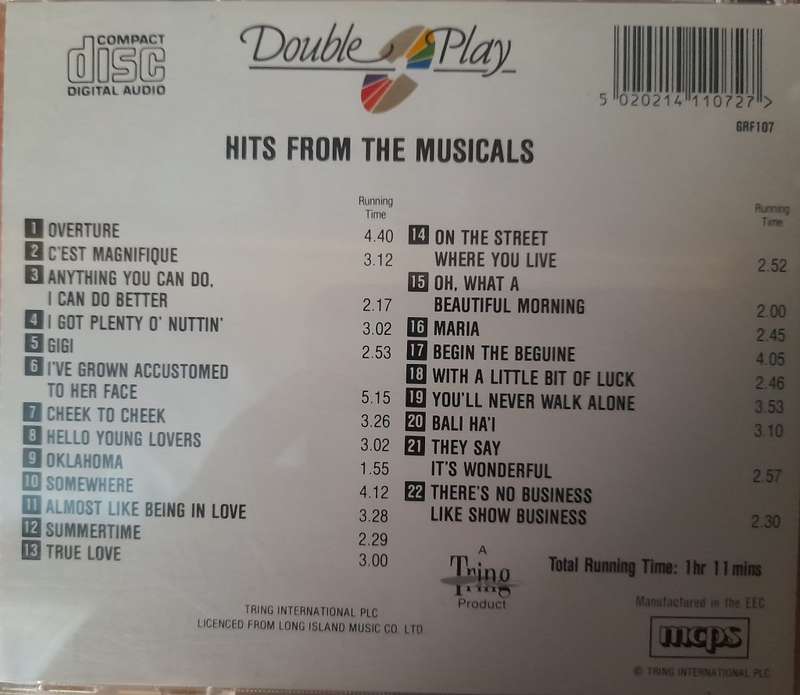 COMPACT
disc
DIGITAL AUDIO
Double Play
5 020214 110727 >
GRF107
HITS FROM THE MUSICALS
Running
Time
1 OVERTURE 4.40
2 C'EST MAGNIFIQUE 3.12
3 ANYTHING YOU CAN DO,
I CAN DO BETTER 2.17
4 I GOT PLENTY O' NUTTIN' 3.02
5 GIGI 2.53
6 I'VE GROWN ACCUSTOMED
TO HER FACE 5.15
7 CHEEK TO CHEEK 3.26
8 HELLO YOUNG LOVERS 3.02
9 OKLAHOMA 1.55
10 SOMEWHERE 4.12
11 ALMOST LIKE BEING IN LOVE 3.28
12 SUMMERTIME 2.29
13 TRUE LOVE 3.00
Running
Time
14 ON THE STREET
WHERE YOU LIVE 2.52
15 OH, WHAT A
BEAUTIFUL MORNING 2.00
16 MARIA 2.45
17 BEGIN THE BEGUINE 4.05
18 WITH A LITTLE BIT OF LUCK 2.46
19 YOU'LL NEVER WALK ALONE 3.53
20 BALI HA'I 3.10
21 THEY SAY
IT'S WONDERFUL 2.57
22 THERE'S NO BUSINESS
LIKE SHOW BUSINESS 2.30
A
Tring
Product
Total Running Time: 1hr 11mins
Manufactured in the EEC
TRING INTERNATIONAL PLC
LICENCED FROM LONG ISLAND MUSIC CO. LTD.
mcps
© TRING INTERNATIONAL PLC